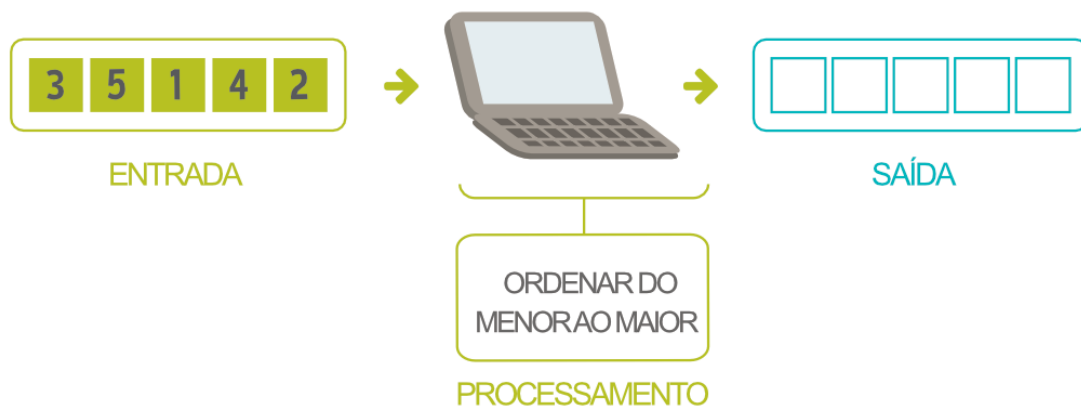 3 5 1 4 2
ENTRADA
SAÍDA
ORDENAR DO
MENOR AO MAIOR
PROCESSAMENTO